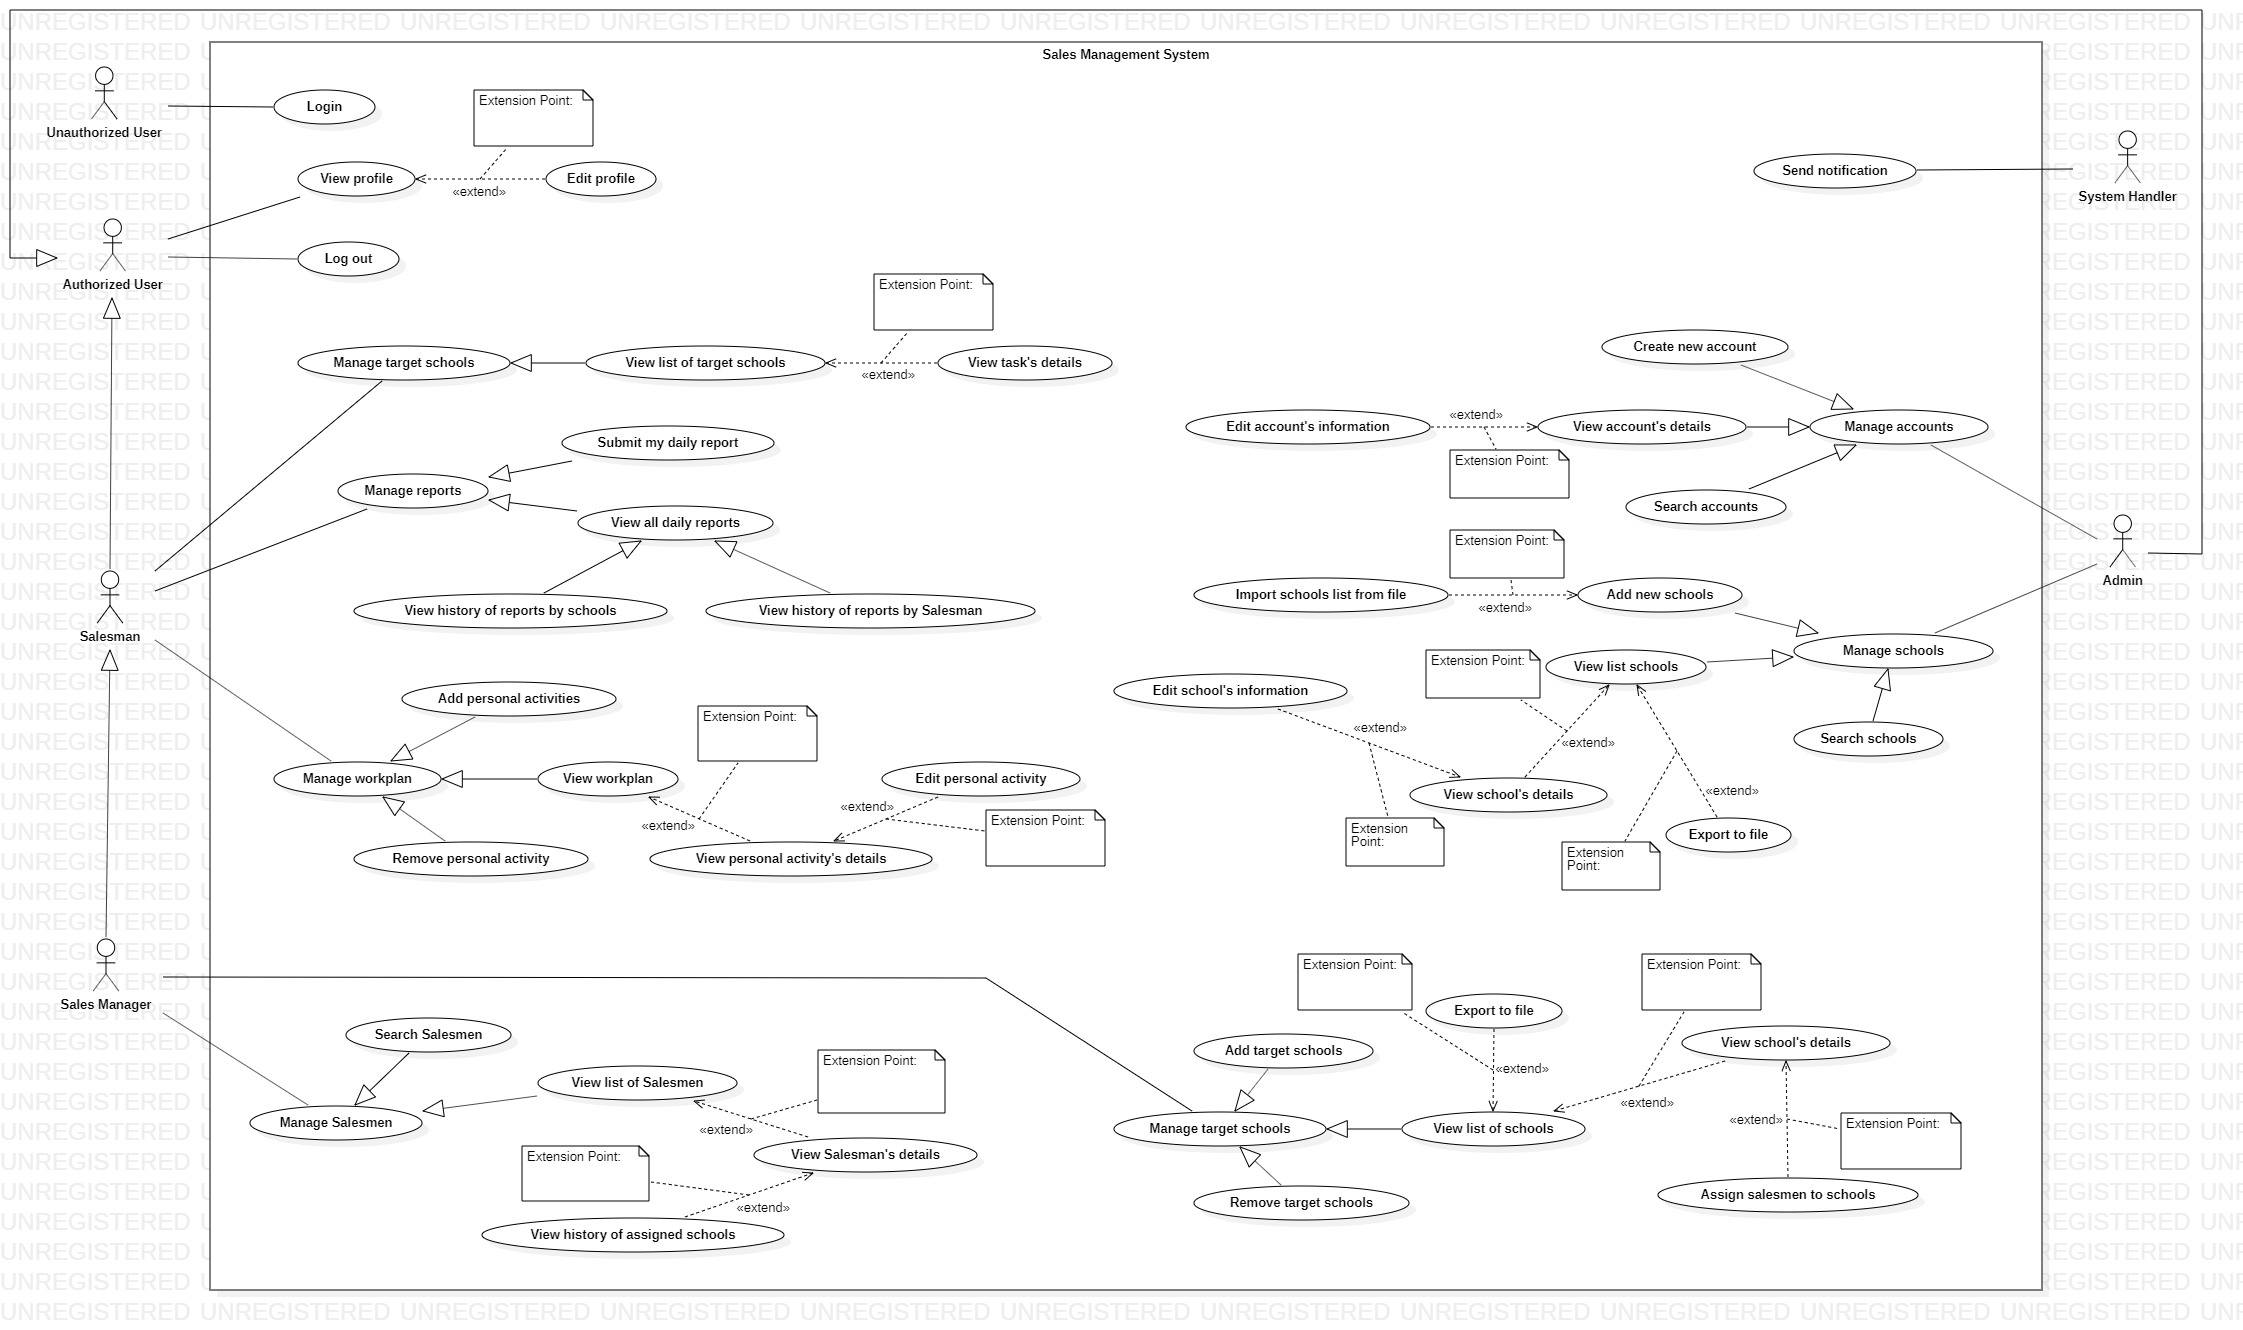 Sales Management System
Unauthorized User
Login
Extension Point:
View profile
«extend»
Edit profile
Send notification
System Handler
Authorized User
Log out
Extension Point:
Manage target schools
View list of target schools
«extend»
View task's details
Create new account
Edit account's information
«extend»
View account's details
Manage accounts
Extension Point:
Search accounts
Submit my daily report
Manage reports
View all daily reports
View history of reports by schools
View history of reports by Salesman
Salesman
Extension Point:
Import schools list from file
«extend»
Add new schools
Admin
Manage schools
Extension Point:
View list schools
Edit school's information
«extend»
«extend»
Search schools
View school's details
«extend»
Extension
Point:
Extension
Point:
Export to file
Add personal activities
Extension Point:
Manage workplan
View workplan
Edit personal activity
«extend»
«extend»
Extension Point:
Remove personal activity
View personal activity's details
Sales Manager
Search Salesmen
View list of Salesmen
Extension Point:
Manage Salesmen
«extend»
Extension Point:
View Salesman's details
«extend»
View history of assigned schools
Extension Point:
Export to file
Extension Point:
Add target schools
«extend»
View school's details
«extend»
Manage target schools
View list of schools
«extend»
Extension Point:
Remove target schools
Assign salesmen to schools
UNREGISTERED